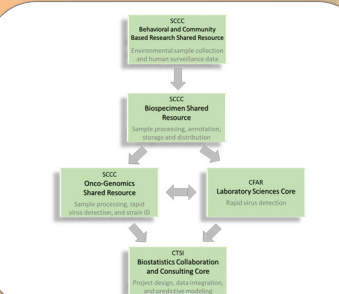 SCCC
Behavioral and Community
Based Research Shared Resource
Environmental sample collection
and human surveillance data
SCCC
Biospecimen Shared
Resource
Sample processing, annotation,
storage and distribution
SCCC
Onco-Genomics
Shared Resource
Sample processing, rapid
virus detection, and strain ID
CFAR
Laboratory Sciences Core
Rapid virus detection
CTSI
Biostatistics Collaboration
and Consulting Core
Project design, data integration,
and predictive modeling